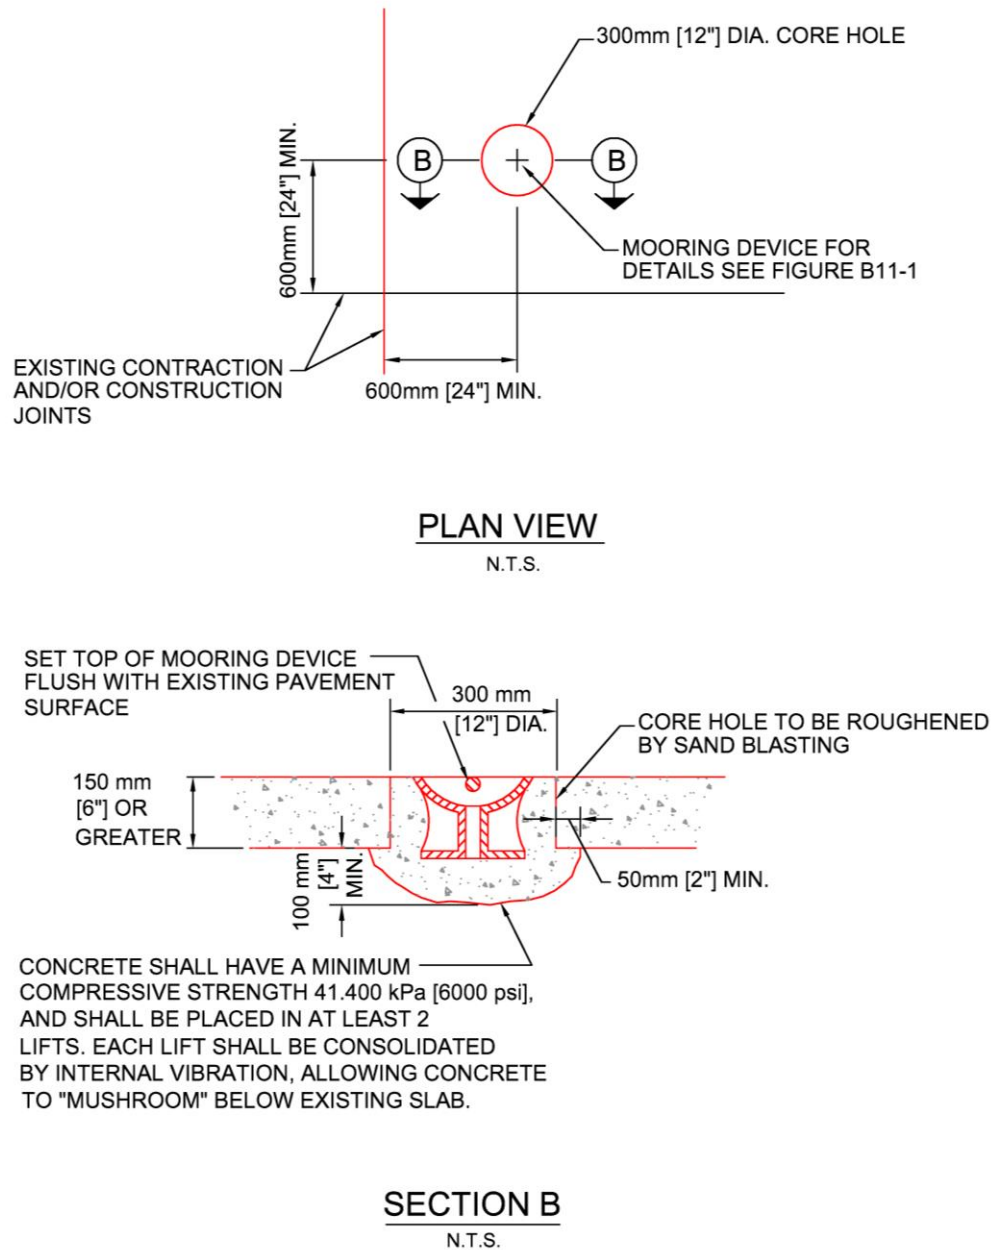 300mm [12"] DIA. CORE HOLE
B
B
600mm [24"] MIN.
MOORING DEVICE FOR
DETAILS SEE FIGURE B11-1
EXISTING CONTRACTION
AND/OR CONSTRUCTION
JOINTS
600mm [24"] MIN.
PLAN VIEW
N.T.S.
SET TOP OF MOORING DEVICE
FLUSH WITH EXISTING PAVEMENT
SURFACE
300 mm
[12"] DIA.
CORE HOLE TO BE ROUGHENED
BY SAND BLASTING
150 mm
[6"] OR
GREATER
100 mm
[4"]
MIN.
50mm [2"] MIN.
CONCRETE SHALL HAVE A MINIMUM
COMPRESSIVE STRENGTH 41.400 kPa [6000 psi],
AND SHALL BE PLACED IN AT LEAST 2
LIFTS. EACH LIFT SHALL BE CONSOLIDATED
BY INTERNAL VIBRATION, ALLOWING CONCRETE
TO "MUSHROOM" BELOW EXISTING SLAB.
SECTION B
N.T.S.